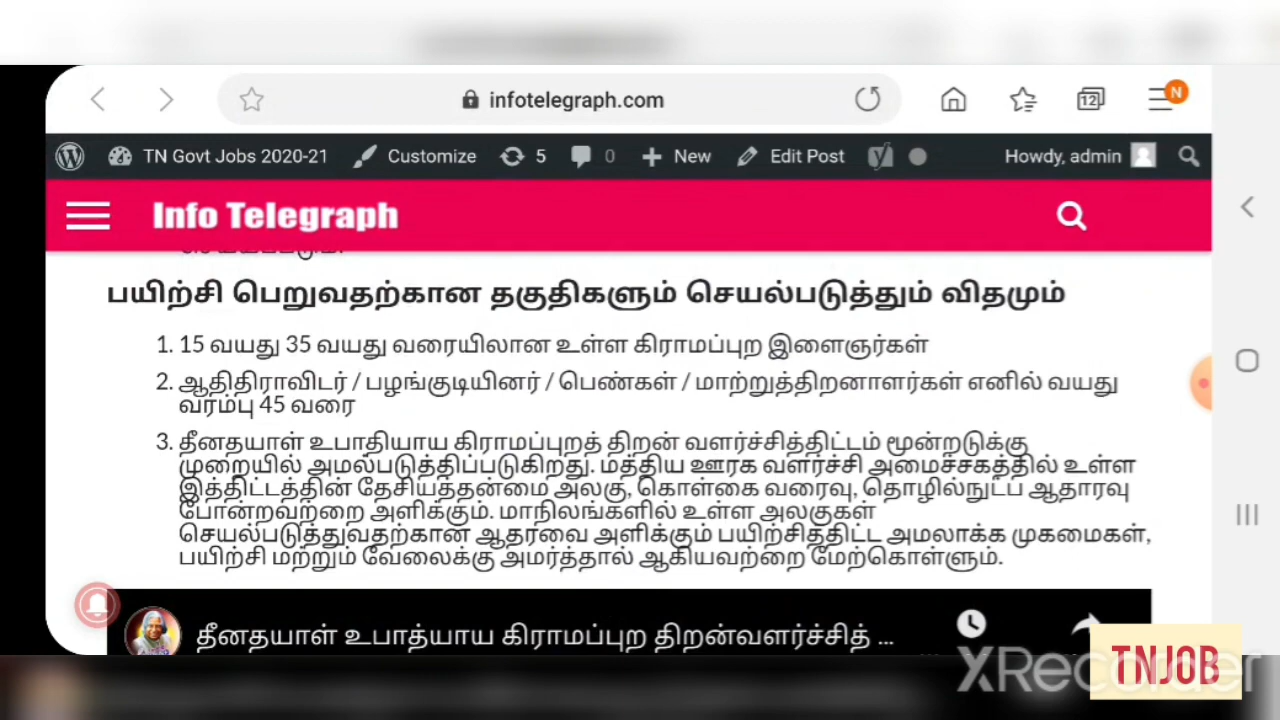 infotelegraph.com
12
N
TN Govt Jobs 2020-21 Customize 5 0 New Edit Post Howdy, admin
Info Telegraph
பயிற்சி பெறுவதற்கான தகுதிகளும் செயல்படுத்தும் விதமும்
1. 15 வயது 35 வயது வரையிலான உள்ள கிராமப்புற இளைஞர்கள்
2. ஆதிதிராவிடர் / பழங்குடியினர் / பெண்கள் / மாற்றுத்திறனாளர்கள் எனில் வயது
வரம்பு 45 வரை
3. தீனதயாள் உபாதியாய கிராமப்புறத் திறன் வளர்ச்சித்திட்டம் மூன்றடுக்கு
முறையில் அமல்படுத்திப்படுகிறது. மத்திய ஊரக வளர்ச்சி அமைச்சகத்தில் உள்ள
இத்திட்டத்தின் தேசியத்தன்மை அலகு, கொள்கை வரைவு, தொழில்நுட்ப ஆதாரவு
போன்றவற்றை அளிக்கும். மாநிலங்களில் உள்ள அலகுகள்
செயல்படுத்துவதற்கான ஆதரவை அளிக்கும் பயிற்சித்திட்ட அமலாக்க முகமைகள்,
பயிற்சி மற்றும் வேலைக்கு அமர்த்தால் ஆகியவற்றை மேற்கொள்ளும்.
தீனதயாள் உபாத்யாய கிராமப்புற திறன்வளர்ச்சித் ...
XRecorder
TNJOB